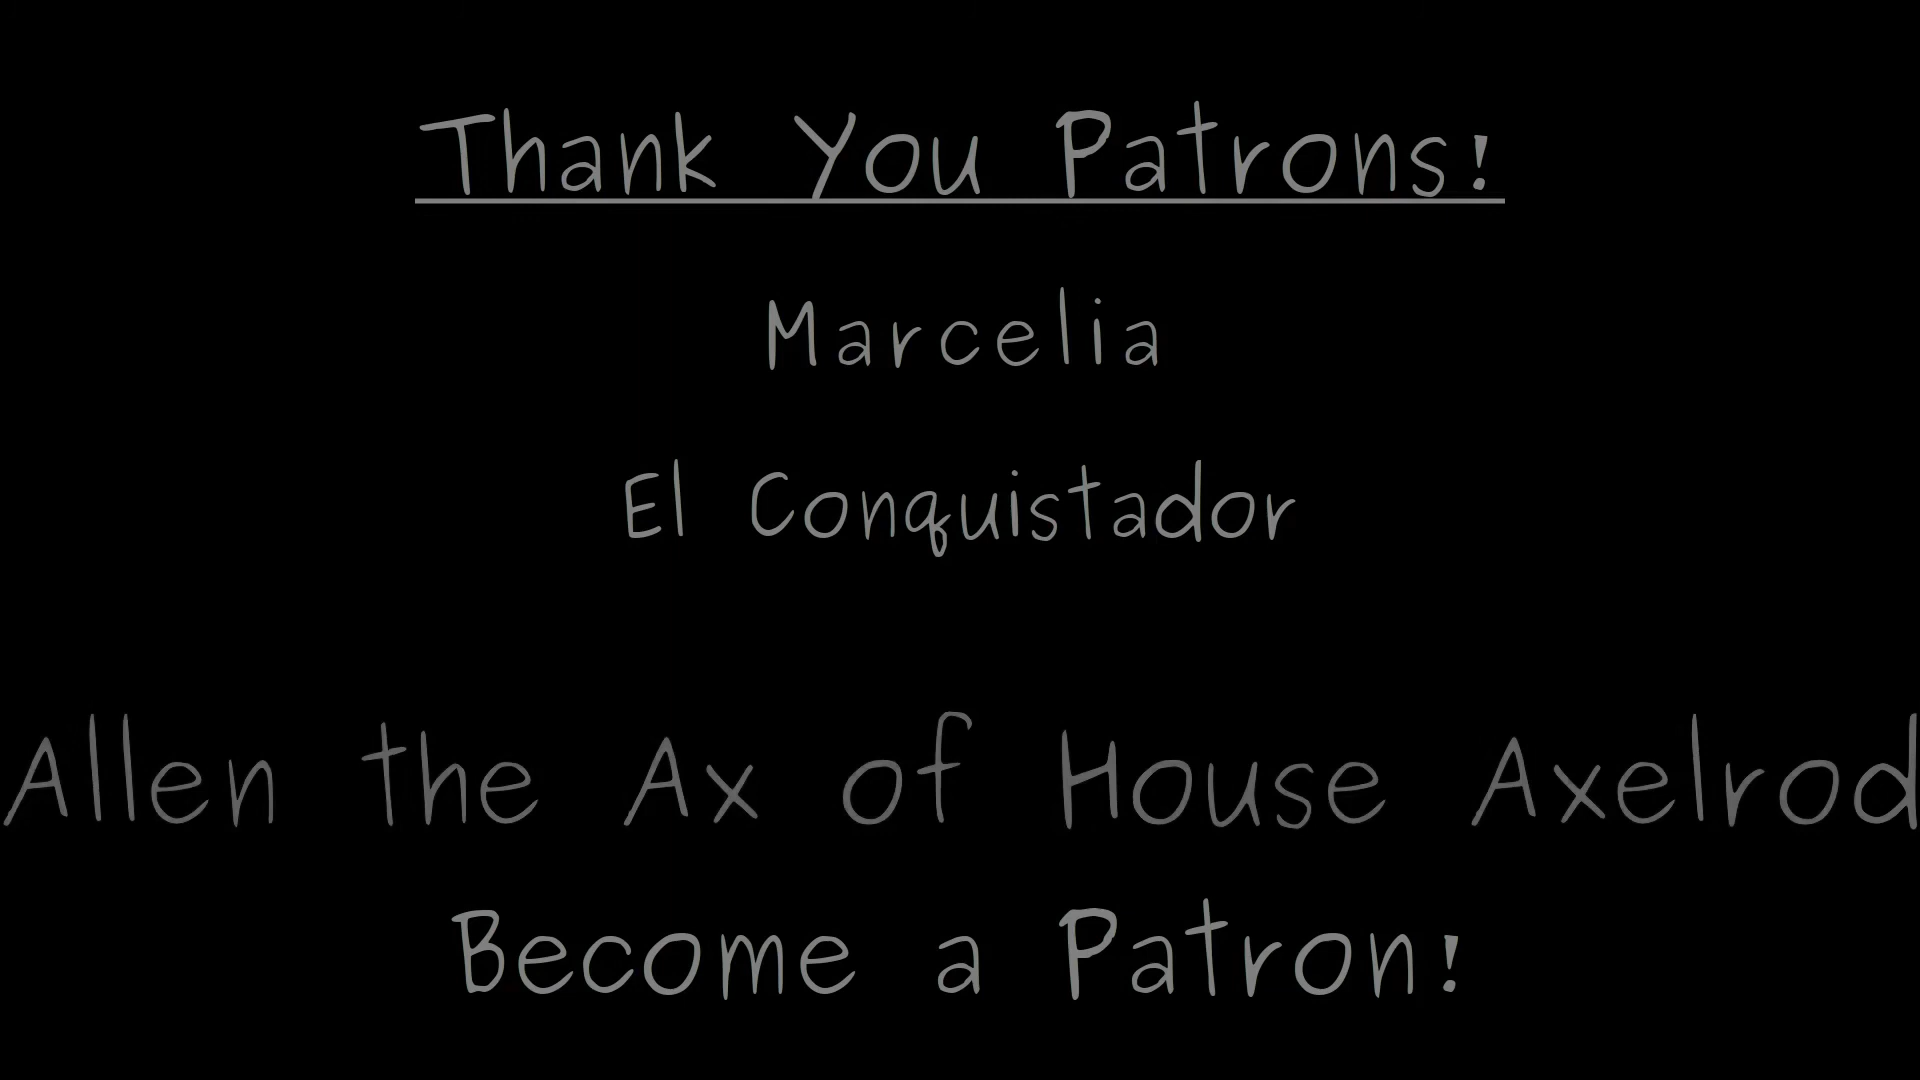 Thank You Patrons!
Marcelia
El Conquistador
Allen the Ax of House Axelrod
Become a Patron!